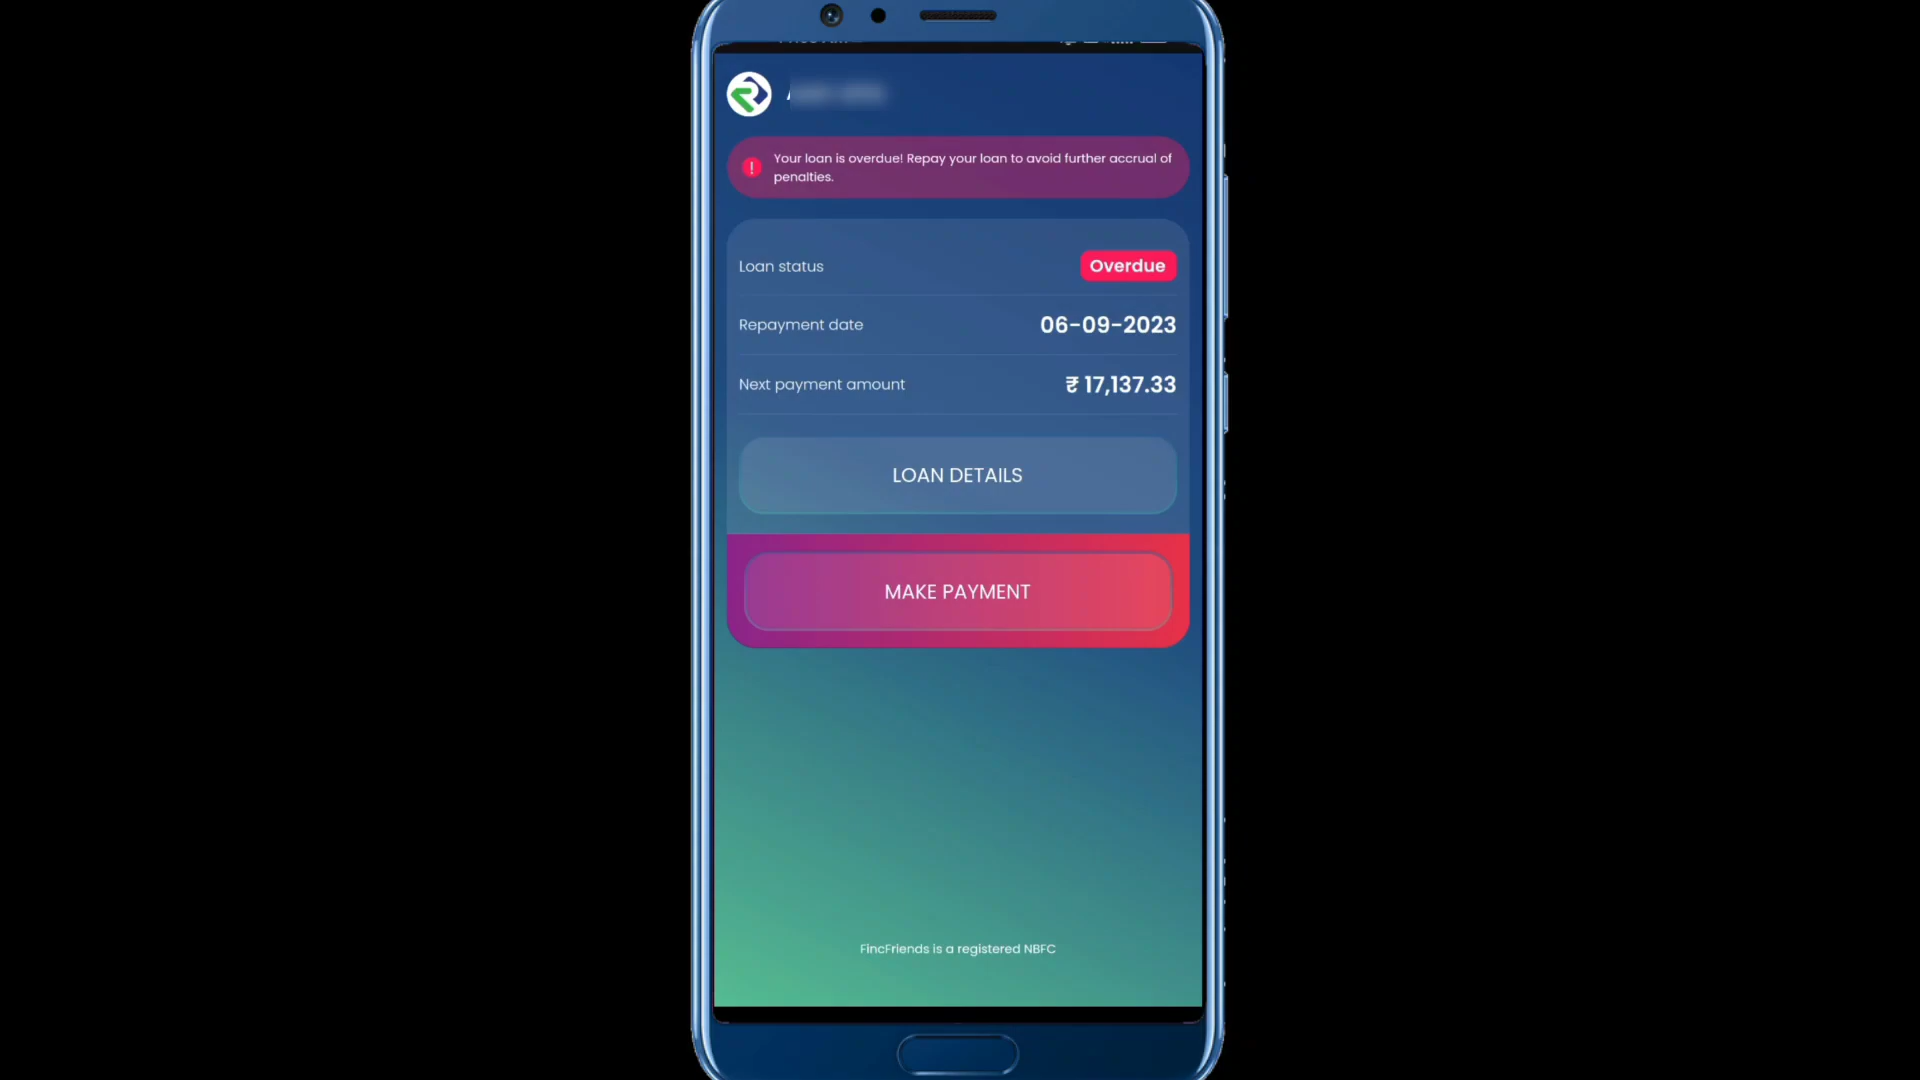 Your loan is overdue! Repay your loan to avoid further accrual of
penalties.
Loan status
Overdue
Repayment date
06-09-2023
Next payment amount
₹ 17,137.33
LOAN DETAILS
MAKE PAYMENT
FincFriends is a registered NBFC